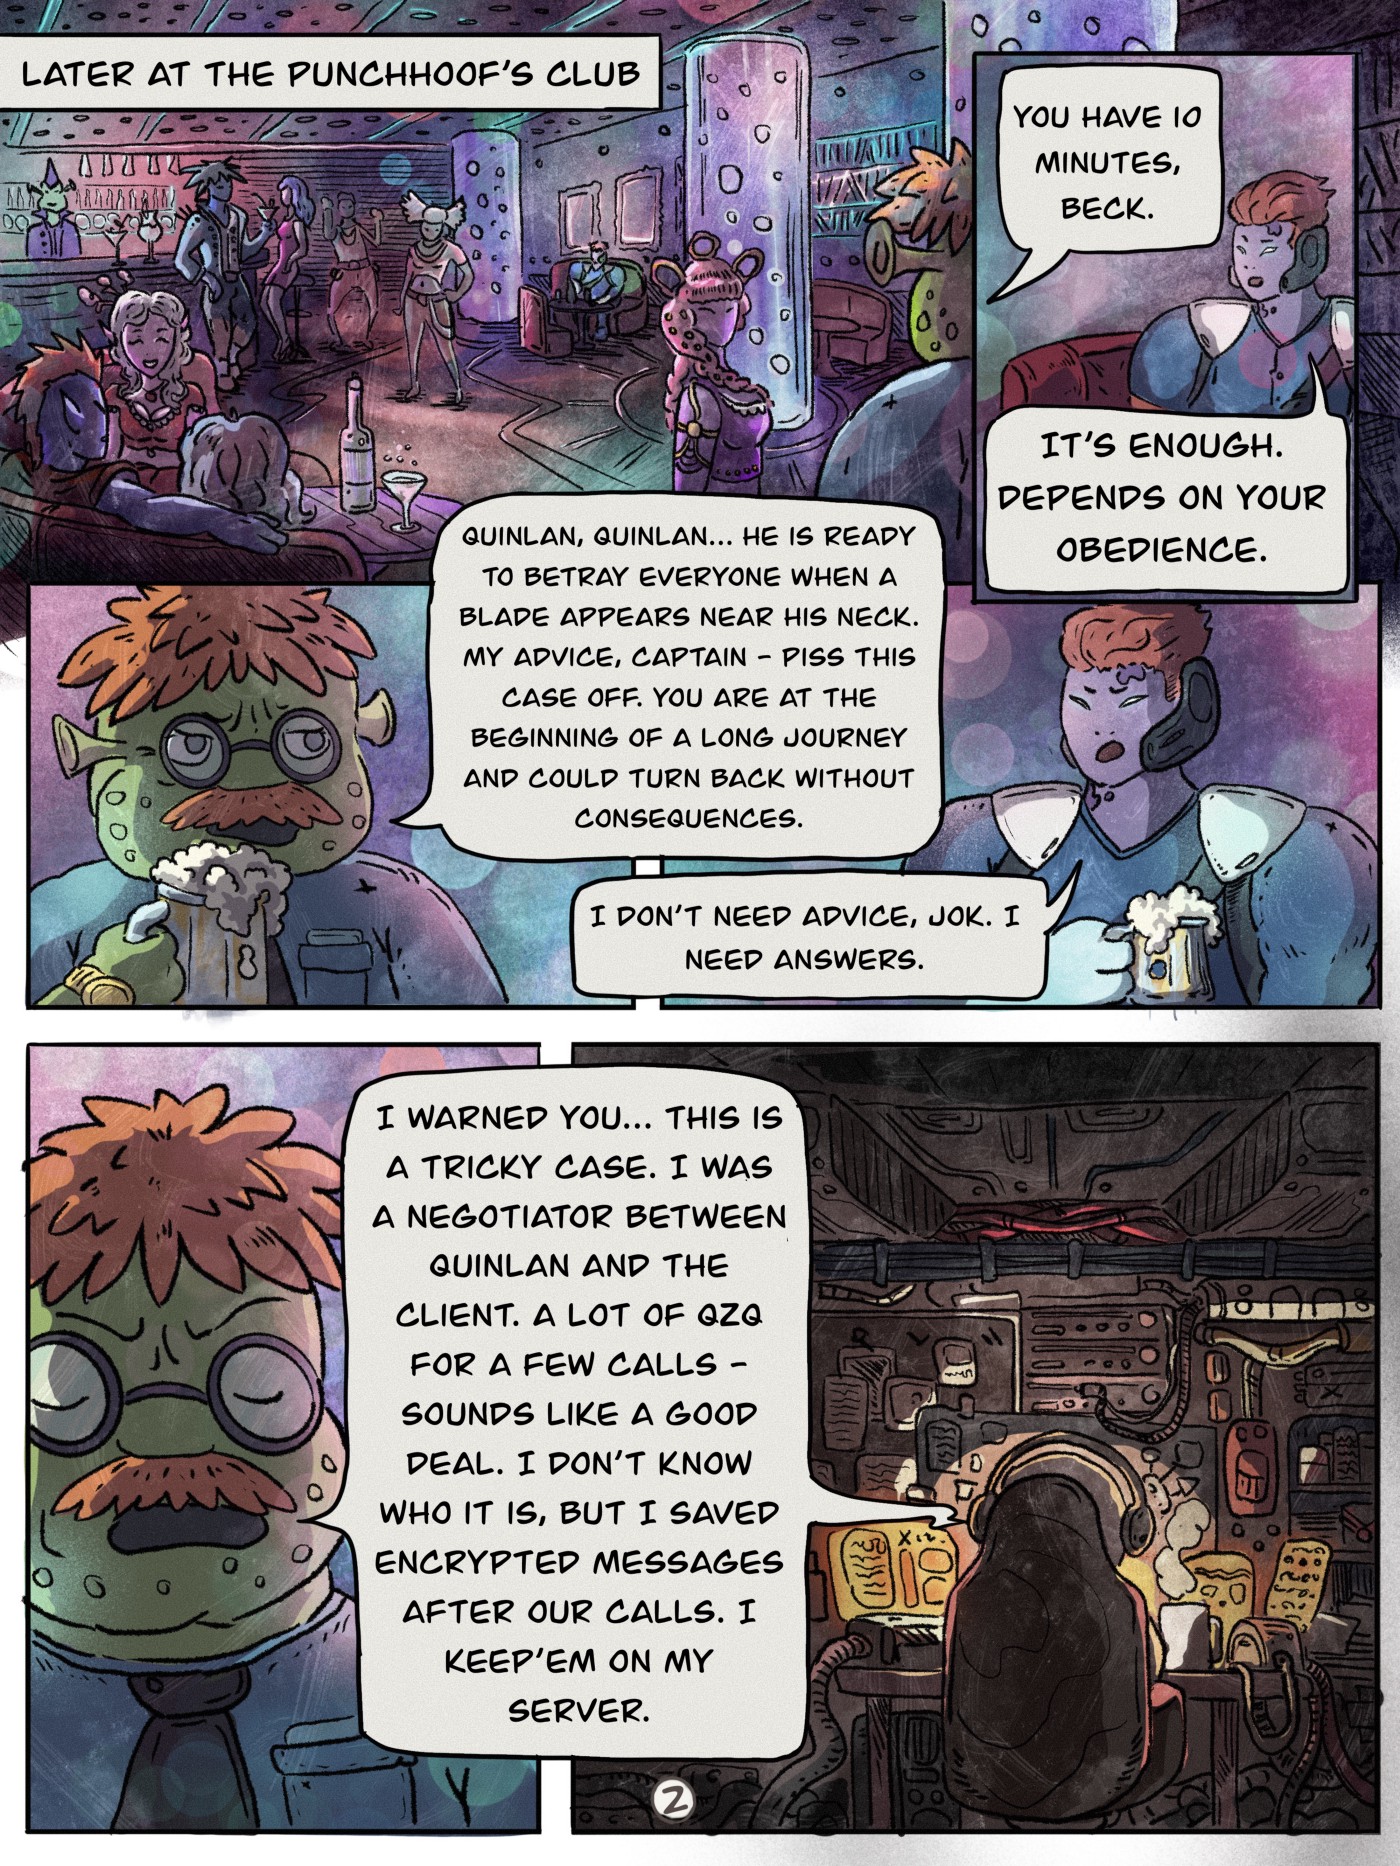 LATER AT THE PUNCHHOOF'S CLUB
YOU HAVE 10
MINUTES,
BECK.
IT'S ENOUGH.
DEPENDS ON YOUR
OBEDIENCE.
QUINLAN, QUINLAN... HE IS READY
TO BETRAY EVERYONE WHEN A
BLADE APPEARS NEAR HIS NECK.
MY ADVICE, CAPTAIN - PISS THIS
CASE OFF. YOU ARE AT THE
BEGINNING OF A LONG JOURNEY
AND COULD TURN BACK WITHOUT
CONSEQUENCES.
I DON'T NEED ADVICE, JOK. I
NEED ANSWERS.
I WARNED YOU... THIS IS
A TRICKY CASE. I WAS
A NEGOTIATOR BETWEEN
QUINLAN AND THE
CLIENT. A LOT OF QZQ
FOR A FEW CALLS -
SOUNDS LIKE A GOOD
DEAL. I DON'T KNOW
WHO IT IS, BUT I SAVED
ENCRYPTED MESSAGES
AFTER OUR CALLS. I
KEEP'EM ON MY
SERVER.
2